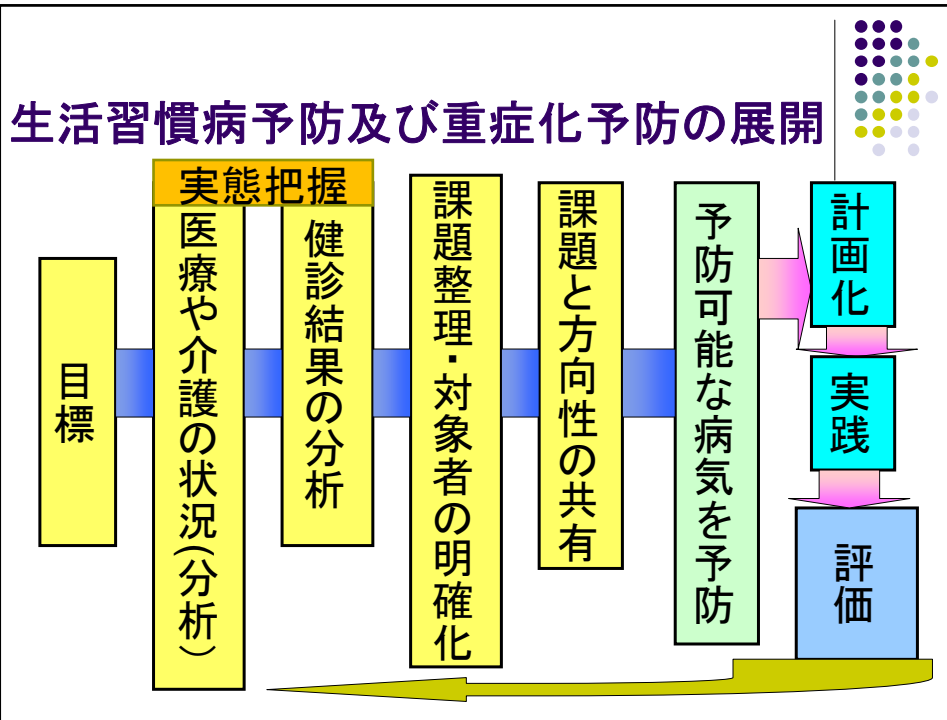 生活習慣病予防及び重症化予防の展開
実態把握
目標
医療や介護の状況(分析)
健診結果の分析
課題整理・対象者の明確化
課題と方向性の共有
予防可能な病気を予防
計画化
実践
評価